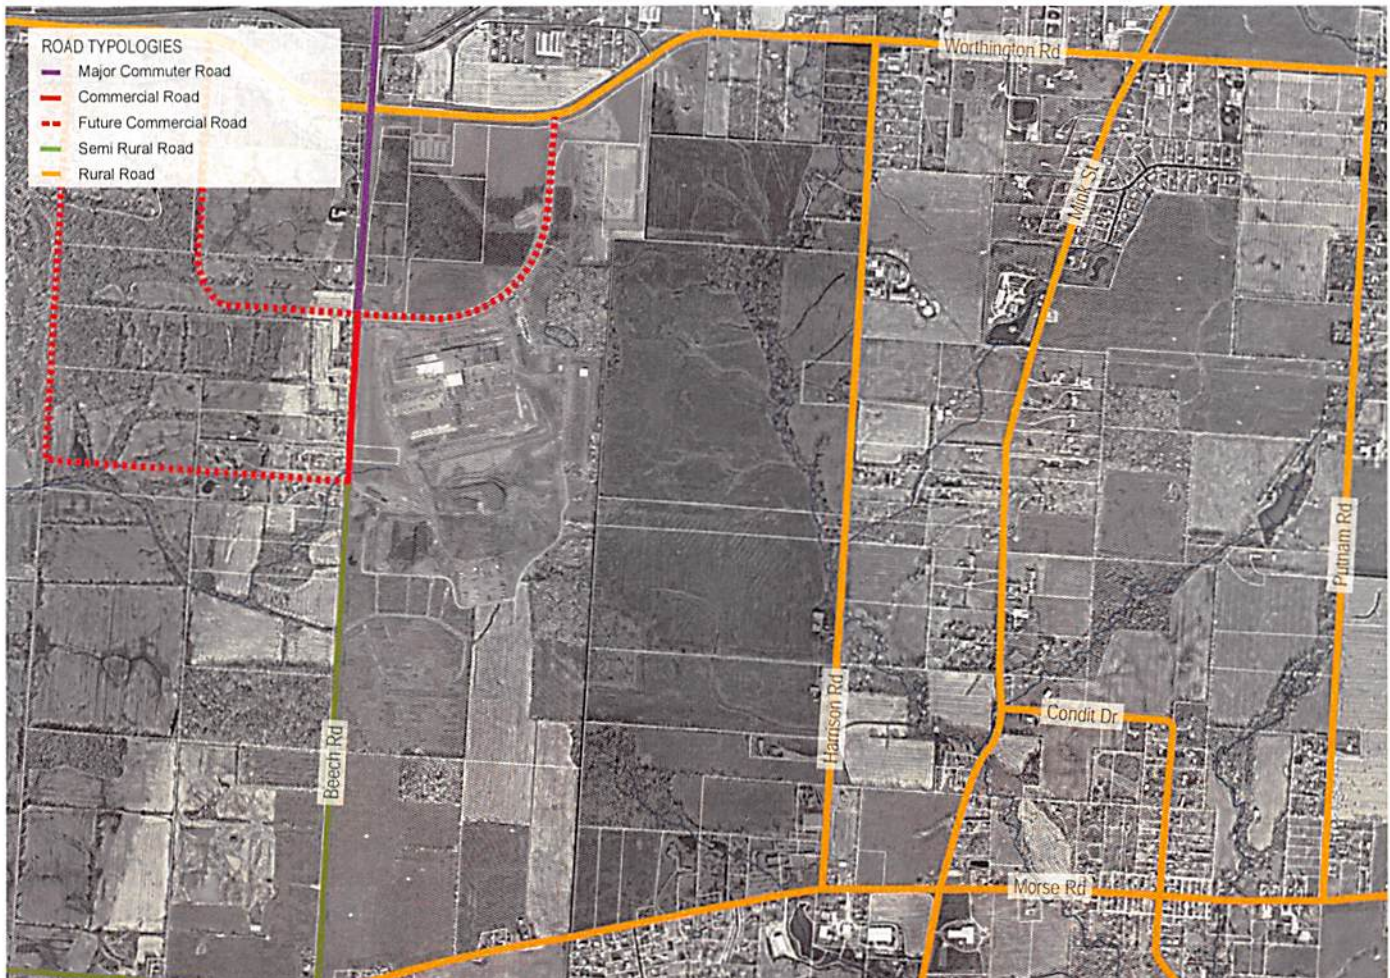 ROAD TYPOLOGIES
Major Commuter Road
Commercial Road
Future Commercial Road
Semi Rural Road
Rural Road
Worthington Rd
Mink St
Putnam Rd
Harrison Rd
Condit Dr
Beech Rd
Morse Rd